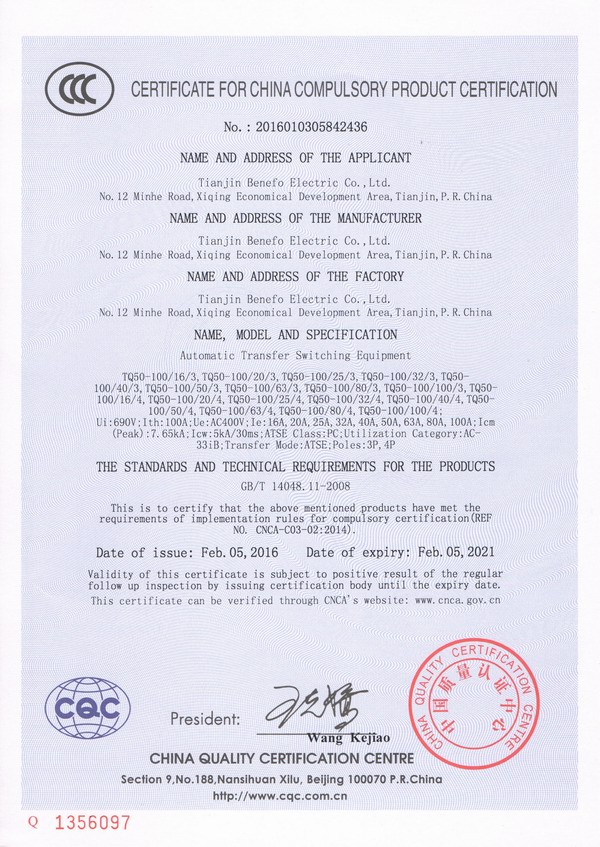 CCC
CERTIFICATE FOR CHINA COMPULSORY PRODUCT CERTIFICATION
No.: 2016010305842436
NAME AND ADDRESS OF THE APPLICANT
Tianjin Benefo Electric Co.,Ltd.
No.12 Minhe Road,Xiqing Economical Development Area,Tianjin,P.R.China
NAME AND ADDRESS OF THE MANUFACTURER
Tianjin Benefo Electric Co.,Ltd.
No.12 Minhe Road,Xiqing Economical Development Area,Tianjin,P.R.China
NAME AND ADDRESS OF THE FACTORY
Tianjin Benefo Electric Co.,Ltd.
No.12 Minhe Road,Xiqing Economical Development Area,Tianjin,P.R.China
NAME, MODEL AND SPECIFICATION
Automatic Transfer Switching Equipment
TQ50-100/16/3,TQ50-100/20/3,TQ50-100/25/3,TQ50-100/32/3,TQ50-
100/40/3,TQ50-100/50/3,TQ50-100/63/3,TQ50-100/80/3,TQ50-100/100/3,TQ50-
100/16/4,TQ50-100/20/4,TQ50-100/25/4,TQ50-100/32/4,TQ50-100/40/4,TQ50-
100/50/4,TQ50-100/63/4,TQ50-100/80/4,TQ50-100/100/4;
Ui:690V;Ith:100A;Ue:AC400V;Ie:16A,20A,25A,32A,40A,50A,63A,80A,100A;Icm
(Peak):7.65kA;Icw:5kA/30ms;ATSE Class:PC;Utilization Category:AC-
33iB;Transfer Mode:ATSE;Poles:3P,4P
THE STANDARDS AND TECHNICAL REQUIREMENTS FOR THE PRODUCTS
GB/T 14048.11-2008
This is to certify that the above mentioned products have met the
requirements of implementation rules for compulsory certification(REF
NO. CNCA-C03-02:2014).
Date of issue: Feb.05,2016 Date of expiry: Feb.05,2021
Validity of this certificate is subject to positive result of the regular
follow up inspection by issuing certification body until the expiry date.
This certificate can be verified through CNCA's website: www.cnca.gov.cn
CQC
President:
Wang Kejiao
CHINA QUALITY CERTIFICATION CENTRE
中国质量认证中心
CHINA QUALITY CERTIFICATION CENTRE
Section 9,No.188,Nansihuan Xilu, Beijing 100070 P.R.China
http://www.cqc.com.cn
Q 1356097